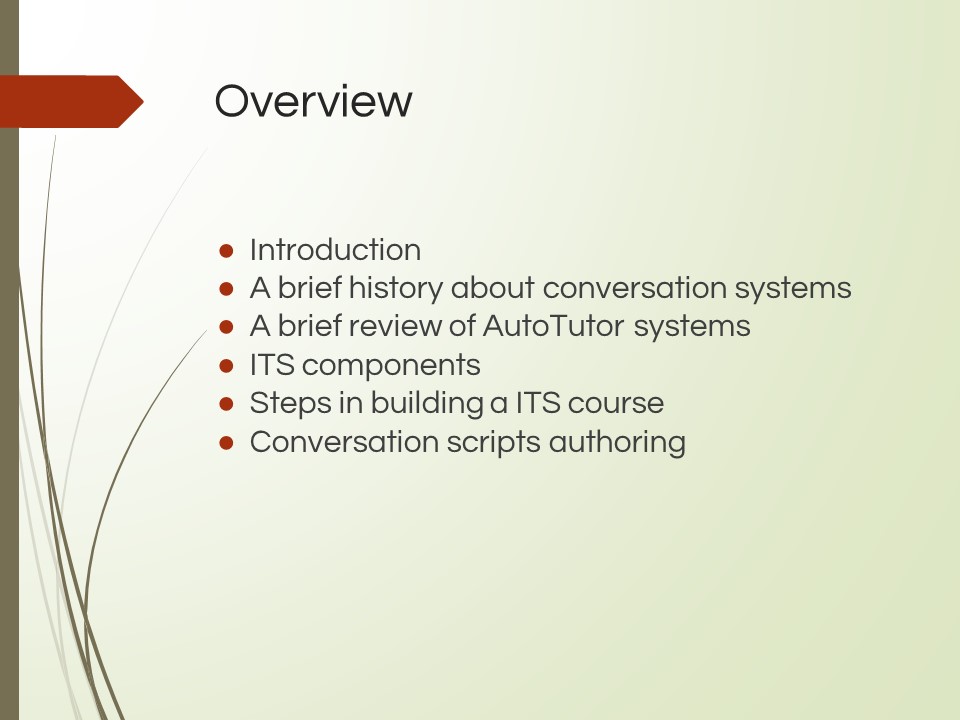 Overview
● Introduction
● A brief history about conversation systems
● A brief review of AutoTutor systems
● ITS components
● Steps in building a ITS course
● Conversation scripts authoring